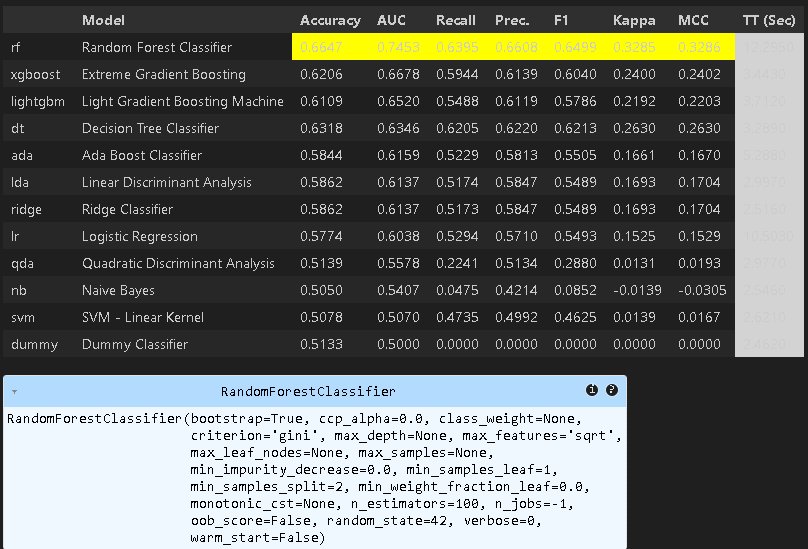 Model Accuracy AUC Recall Prec. F1 Kappa MCC TT (Sec)
rf Random Forest Classifier 0.6647 0.7453 0.6395 0.6608 0.6499 0.3285 0.3286 12.2950
xgboost Extreme Gradient Boosting 0.6206 0.6678 0.5944 0.6139 0.6040 0.2400 0.2402 3.4430
lightgbm Light Gradient Boosting Machine 0.6109 0.6520 0.5488 0.6119 0.5786 0.2192 0.2203 3.7120
dt Decision Tree Classifier 0.6318 0.6346 0.6205 0.6220 0.6213 0.2630 0.2630 3.2890
ada Ada Boost Classifier 0.5844 0.6159 0.5229 0.5813 0.5505 0.1661 0.1670 5.2880
lda Linear Discriminant Analysis 0.5862 0.6137 0.5174 0.5847 0.5489 0.1693 0.1704
ridge Ridge Classifier 0.5862 0.6137 0.5173 0.5847 0.5489 0.1693 0.1704 2.5160
lr Logistic Regression 0.5774 0.6038 0.5294 0.5710 0.5493 0.1525 0.1529 10.5080
qda Quadratic Discriminant Analysis 0.5139 0.5578 0.2241 0.5134 0.2880 0.0131 0.0193 2.9770
nb Naive Bayes 0.5050 0.5407 0.0475 0.4214 0.0852 -0.0139 -0.0305 2.5460
svm SVM - Linear Kernel 0.5078 0.5070 0.4735 0.4992 0.4625 0.0139 0.0167
dummy Dummy Classifier 0.5133 0.5000 0.0000 0.0000 0.0000 0.0000 0.0000 2.4620
RandomForestClassifier
RandomForestClassifier(bootstrap=True, ccp_alpha=0.0, class_weight=None,
criterion='gini', max_depth=None, max_features='sqrt',
max_leaf_nodes=None, max_samples=None,
min_impurity_decrease=0.0, min_samples_leaf=1,
min_samples_split=2, min_weight_fraction_leaf=0.0,
monotonic_cst=None, n_estimators=100, n_jobs=-1,
oob_score=False, random_state=42, verbose=0,
warm_start=False)